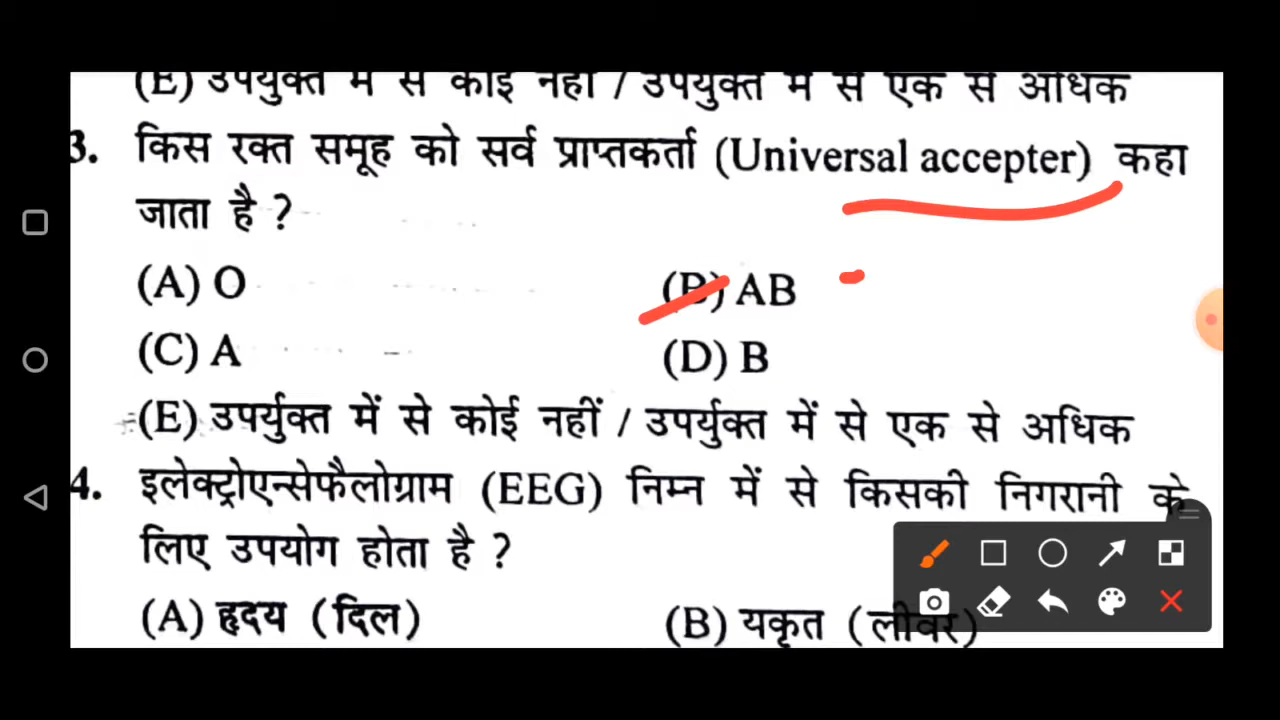 (E) उपर्युक्त में से कोई नहीं / उपर्युक्त में से एक से अधिक
3. किस रक्त समूह को सर्व प्राप्तकर्ता (Universal accepter) कहा
जाता है ?
(A) O (B) AB
(C) A (D) B
(E) उपर्युक्त में से कोई नहीं / उपर्युक्त में से एक से अधिक
4. इलेक्ट्रोएन्सेफैलोग्राम (EEG) निम्न में से किसकी निगरानी के
लिए उपयोग होता है ?
(A) हृदय (दिल) (B) यकृत (लीवर)